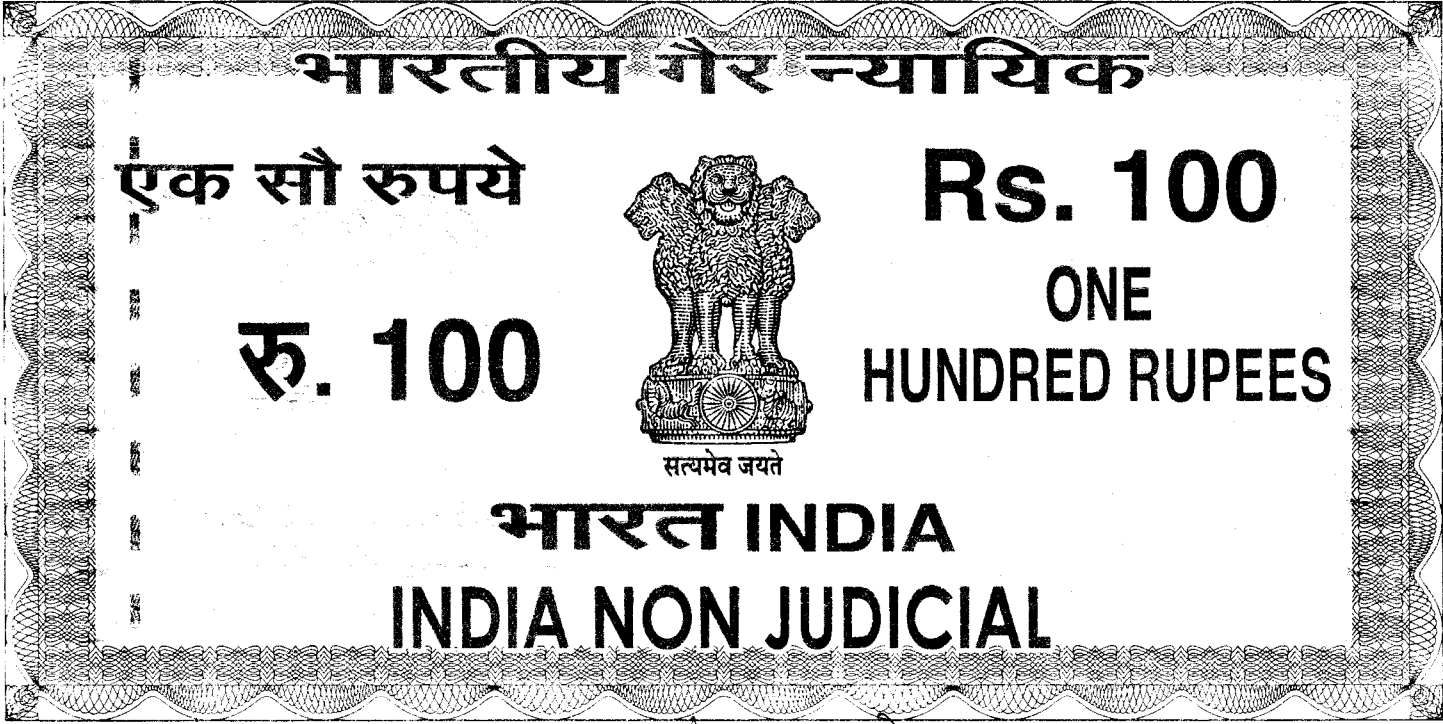 भारतीय गैर न्यायिक
एक सौ रुपये
रु. 100
Rs. 100
ONE
HUNDRED RUPEES
सत्यमेव जयते
भारत INDIA
INDIA NON JUDICIAL